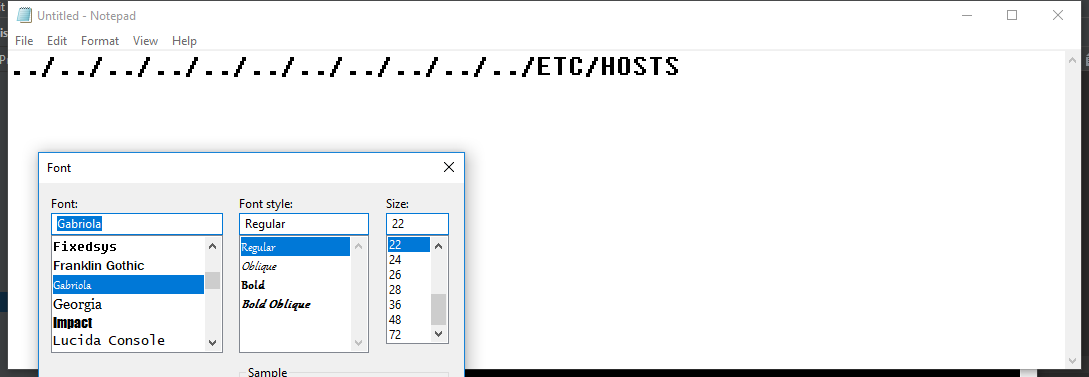 Untitled - Notepad
File Edit Format View Help
../../../../../../../../../../../ETC/HOSTS
Font
Font: Font style: Size:
Gabriola Regular 22
Fixedsys
Franklin Gothic
Gabriola
Georgia
Impact
Lucida Console
Regular
Oblique
Bold
Bold Oblique
22
24
26
28
36
48
72
Sample